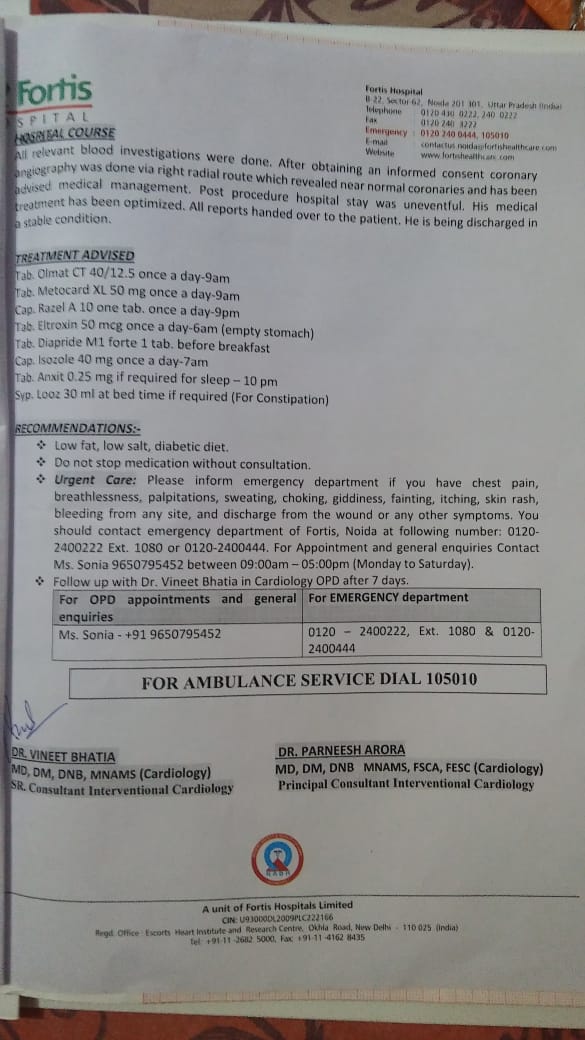 Fortis
SPITAL
Fortis Hospital
B-22, Sector-62, Noida 201 301, Uttar Pradesh (India)
Telephone : 0120 430 0222, 240 0222
Fax : 0120 240 3222
Emergency : 0120 240 0444, 105010
E-mail : contactus.noida@fortishealthcare.com
Website : www.fortishealthcare.com
HOSPITAL COURSE
All relevant blood investigations were done. After obtaining an informed consent coronary
angiography was done via right radial route which revealed near normal coronaries and has been
advised medical management. Post procedure hospital stay was uneventful. His medical
treatment has been optimized. All reports handed over to the patient. He is being discharged in
a stable condition.
TREATMENT ADVISED
Tab. Olmat CT 40/12.5 once a day-9am
Tab. Metocard XL 50 mg once a day-9am
Cap. Razel A 10 one tab. once a day-9pm
Tab. Eltroxin 50 mcg once a day-6am (empty stomach)
Tab. Diapride M1 forte 1 tab. before breakfast
Cap. Isozole 40 mg once a day-7am
Tab. Anxit 0.25 mg if required for sleep – 10 pm
Syp. Looz 30 ml at bed time if required (For Constipation)
RECOMMENDATIONS:-
❖ Low fat, low salt, diabetic diet.
❖ Do not stop medication without consultation.
❖ Urgent Care: Please inform emergency department if you have chest pain,
breathlessness, palpitations, sweating, choking, giddiness, fainting, itching, skin rash,
bleeding from any site, and discharge from the wound or any other symptoms. You
should contact emergency department of Fortis, Noida at following number: 0120-
2400222 Ext. 1080 or 0120-2400444. For Appointment and general enquiries Contact
Ms. Sonia 9650795452 between 09:00am – 05:00pm (Monday to Saturday).
❖ Follow up with Dr. Vineet Bhatia in Cardiology OPD after 7 days.
For OPD appointments and general enquiries
For EMERGENCY department
Ms. Sonia - +91 9650795452
0120 – 2400222, Ext. 1080 & 0120-
2400444
FOR AMBULANCE SERVICE DIAL 105010
DR. VINEET BHATIA
MD, DM, DNB, MNAMS (Cardiology)
SR. Consultant Interventional Cardiology
DR. PARNEESH ARORA
MD, DM, DNB MNAMS, FSCA, FESC (Cardiology)
Principal Consultant Interventional Cardiology
A unit of Fortis Hospitals Limited
CIN: U93000DL2009PLC222166
Regd. Office : Escorts Heart Institute and Research Centre, Okhla Road, New Delhi - 110 025 (India)
Tel: +91-11-2682 5000, Fax: +91-11-4162 8435